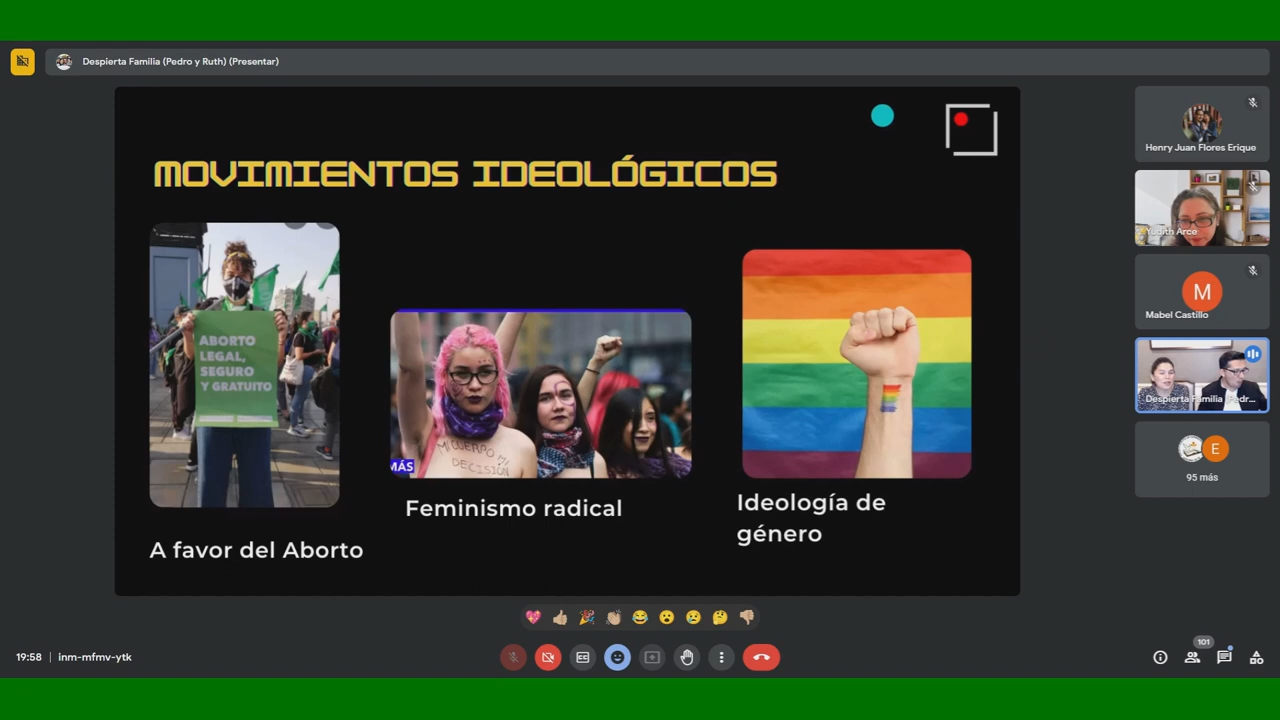 Despierta Familia (Pedro y Ruth) (Presentar)
MOVIMIENTOS IDEOLÓGICOS
ABORTO
LEGAL,
SEGURO
Y GRATUITO
A favor del Aborto
MI CUERPO MI
DECISIÓN
MÁS
Feminismo radical
Ideología de
género
Henry Juan Flores Erique
Yudith Arce
M
Mabel Castillo
Despierta Familia (Pedr...
E
95 más
19:58 | inm-mfmv-ytk
101